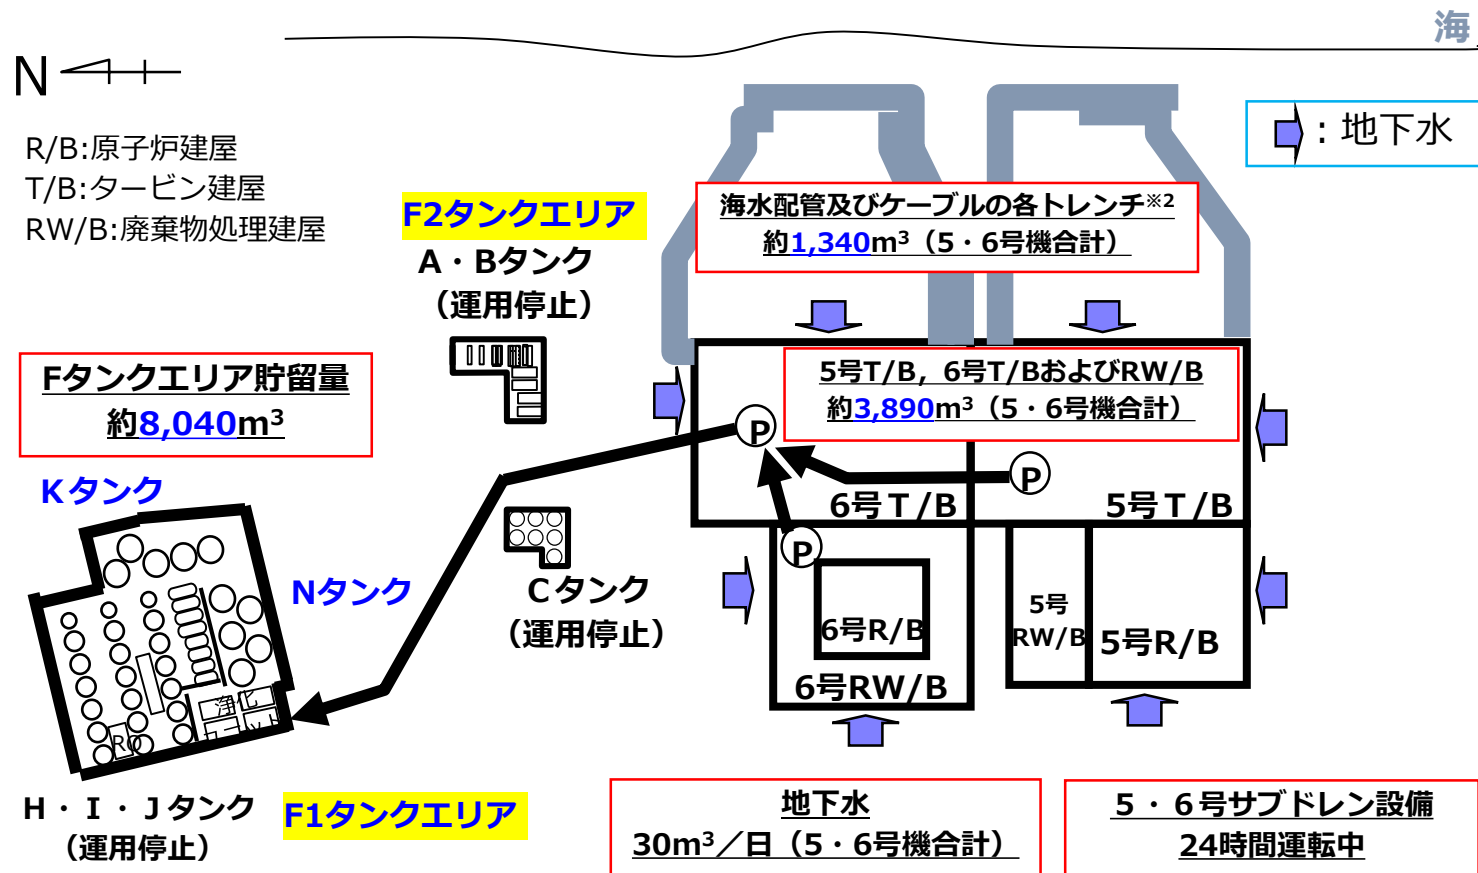 海
N
R/B:原子炉建屋
T/B:タービン建屋
RW/B:廃棄物処理建屋
:地下水
F2タンクエリア
A・Bタンク
（運用停止）
海水配管及びケーブルの各トレンチ※2
約1,340m³（5・6号機合計）
Fタンクエリア貯留量
約8,040m³
5号T/B，6号T/BおよびRW/B
約3,890m³（5・6号機合計）
P
P
P
6号T/B
5号T/B
Kタンク
Nタンク
Cタンク
（運用停止）
6号R/B
6号RW/B
5号
RW/B
5号R/B
浄化
ユニット
RO
H・I・Jタンク
（運用停止）
F1タンクエリア
地下水
30m³／日（5・6号機合計）
5・6号サブドレン設備
24時間運転中